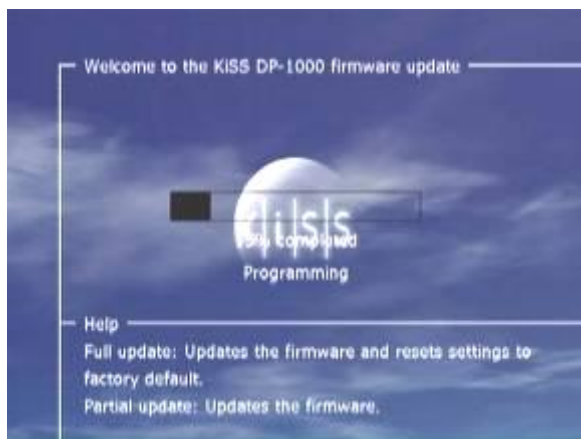 Welcome to the KiSS DP-1000 firmware update
KiSS
% completed
Programming
Help
Full update: Updates the firmware and resets settings to
factory default.
Partial update: Updates the firmware.